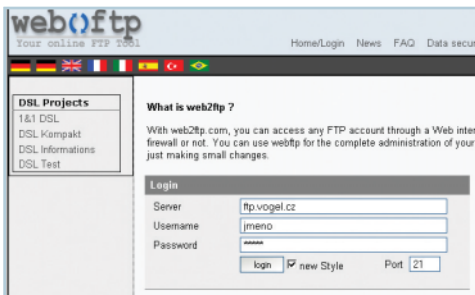 web()ftp
Your online FTP Tool
Home/Login News FAQ Data secur
DSL Projects
1&1 DSL
DSL Kompakt
DSL Informations
DSL Test
What is web2ftp ?
With web2ftp.com, you can access any FTP account through a Web inter
firewall or not. You can use webftp for the complete administration of your
just making small changes.
Login
Server ftp.vogel.cz
Username jmeno
Password *****
login new Style Port 21